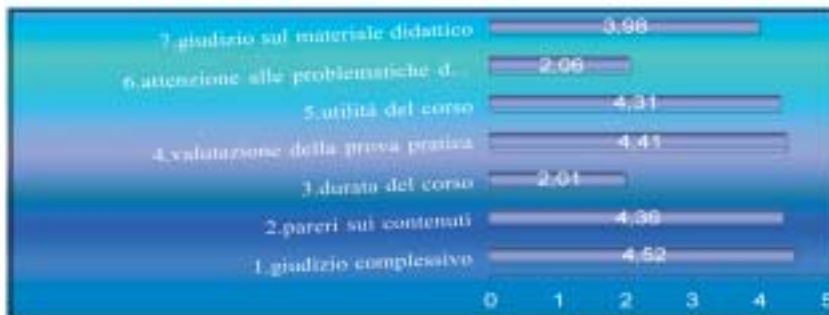 7.giudizio sul materiale didattico 3,98
6.attenzione alle problematiche d... 2,06
5.utilità del corso 4,31
4.valutazione della prova pratica 4,41
3.durata del corso 2,01
2.pareri sui contenuti 4,36
1.giudizio complessivo 4,52
0 1 2 3 4 5